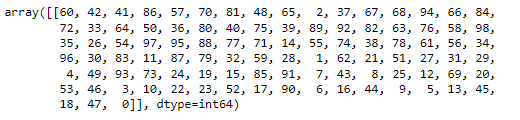 array([[60, 42, 41, 86, 57, 70, 81, 48, 65,  2, 37, 67, 68, 94, 66, 84,
        72, 33, 64, 50, 36, 80, 40, 75, 39, 89, 92, 82, 63, 76, 58, 98,
        35, 26, 54, 97, 95, 88, 77, 71, 14, 55, 74, 38, 78, 61, 56, 34,
        96, 30, 83, 11, 87, 79, 32, 59, 28,  1, 62, 21, 51, 27, 31, 29,
         4, 49, 93, 73, 24, 19, 15, 85, 91,  7, 43,  8, 25, 12, 69, 20,
        53, 46,  3, 10, 22, 23, 52, 17, 90,  6, 16, 44,  9,  5, 13, 45,
        18, 47,  0]], dtype=int64)